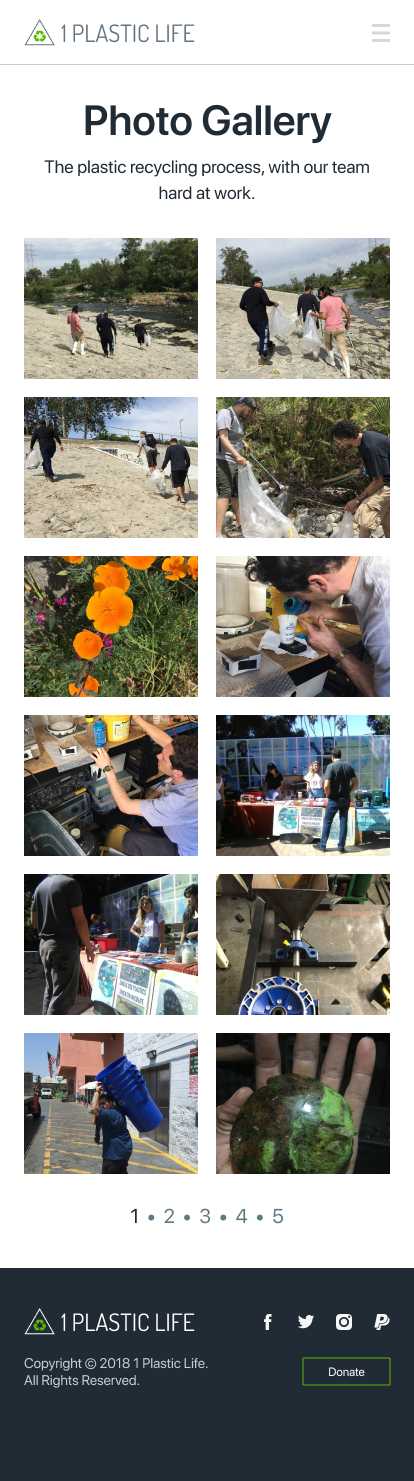 1 PLASTIC LIFE
Photo Gallery
The plastic recycling process, with our team
hard at work.
1 • 2 • 3 • 4 • 5
1 PLASTIC LIFE
Copyright © 2018 1 Plastic Life.
All Rights Reserved.
Donate